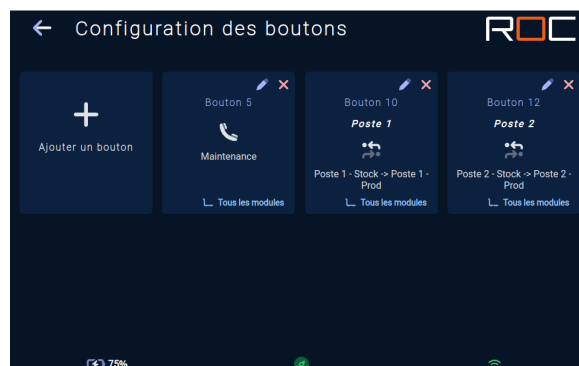 Configuration des boutons
ROC
Ajouter un bouton
Bouton 5
Maintenance
Tous les modules
Bouton 10
Poste 1
Poste 1 - Stock -> Poste 1 -
Prod
Tous les modules
Bouton 12
Poste 2
Poste 2 - Stock -> Poste 2 -
Prod
Tous les modules
75%